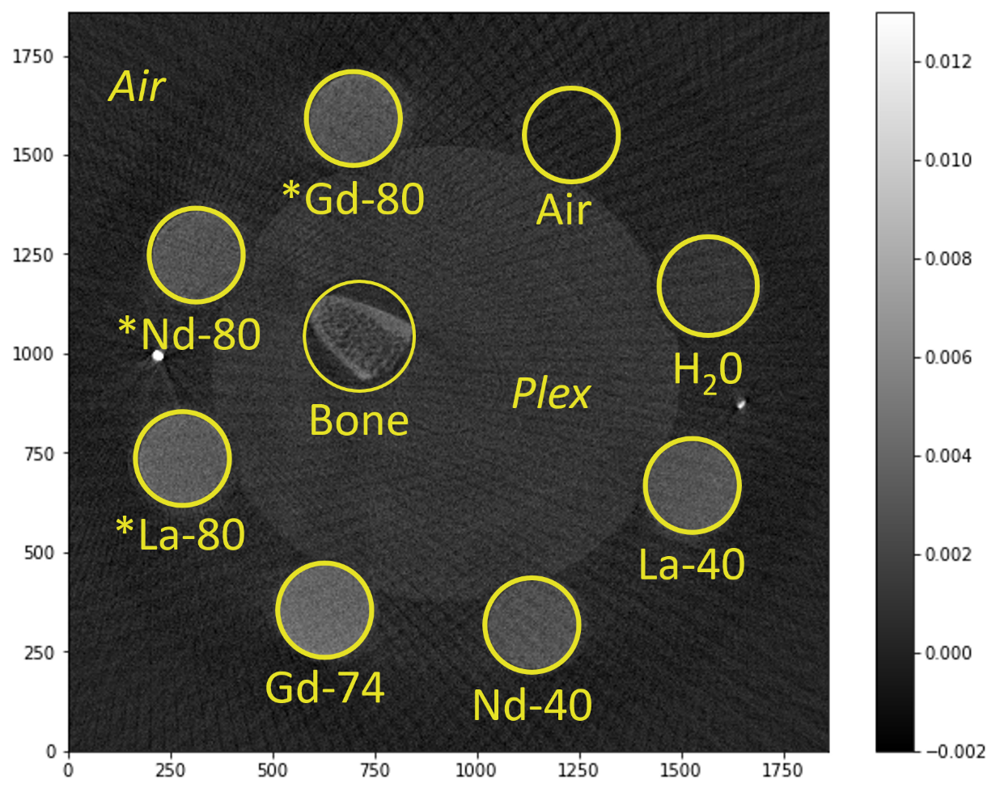 1750
1500
1250
1000
750
500
250
0
0
250
500
750
1000
1250
1500
1750
Air
*Gd-80
Air
*Nd-80
H₂0
Bone
Plex
*La-80
La-40
Gd-74
Nd-40
0.012
0.010
0.008
0.006
0.004
0.002
0.000
−0.002